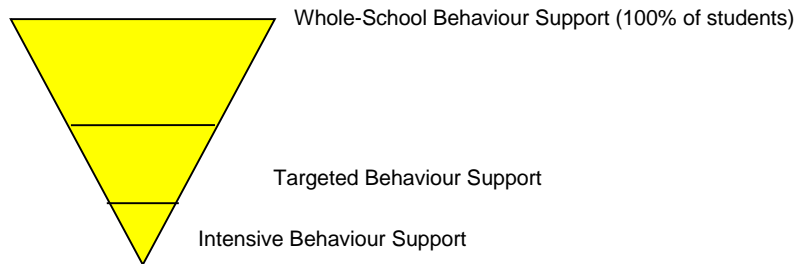 Whole-School Behaviour Support (100% of students)
Targeted Behaviour Support
Intensive Behaviour Support